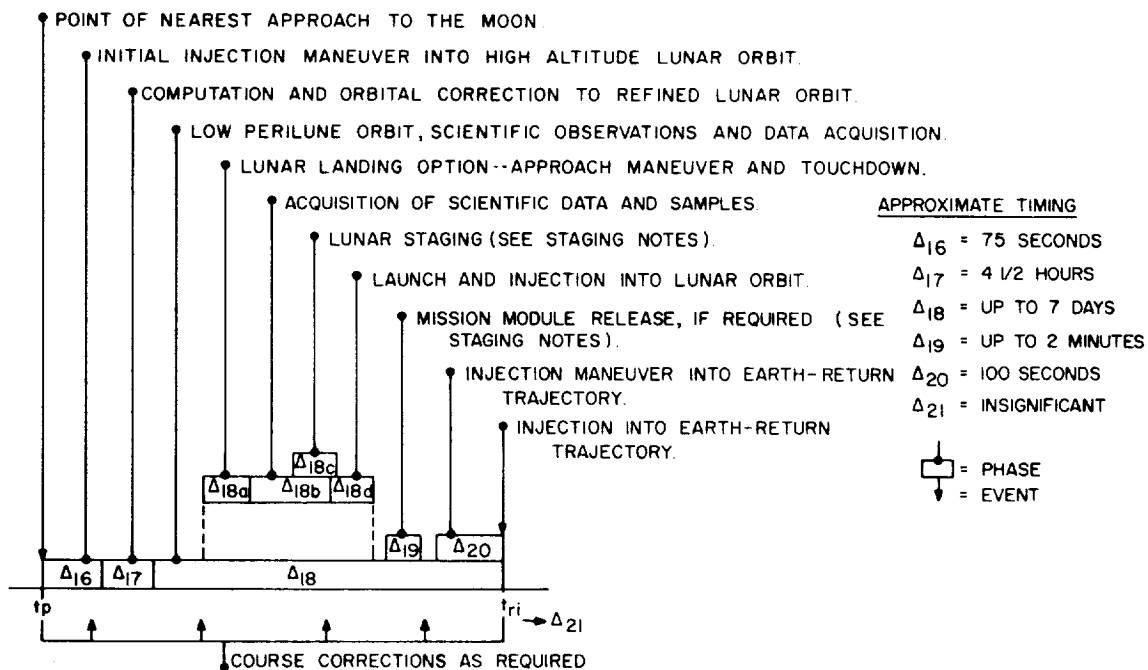 POINT OF NEAREST APPROACH TO THE MOON.
INITIAL INJECTION MANEUVER INTO HIGH ALTITUDE LUNAR ORBIT.
COMPUTATION AND ORBITAL CORRECTION TO REFINED LUNAR ORBIT.
LOW PERILUNE ORBIT, SCIENTIFIC OBSERVATIONS AND DATA ACQUISITION.
LUNAR LANDING OPTION--APPROACH MANEUVER AND TOUCHDOWN.
ACQUISITION OF SCIENTIFIC DATA AND SAMPLES.
LUNAR STAGING (SEE STAGING NOTES).
LAUNCH AND INJECTION INTO LUNAR ORBIT.
MISSION MODULE RELEASE, IF REQUIRED (SEE
STAGING NOTES).
INJECTION MANEUVER INTO EARTH-RETURN
TRAJECTORY.
INJECTION INTO EARTH-RETURN
TRAJECTORY.
APPROXIMATE TIMING
Δ16 = 75 SECONDS
Δ17 = 4 1/2 HOURS
Δ18 = UP TO 7 DAYS
Δ19 = UP TO 2 MINUTES
Δ20 = 100 SECONDS
Δ21 = INSIGNIFICANT
= PHASE
= EVENT
Δ18c
Δ18a Δ18b Δ18d
Δ19 Δ20
Δ16 Δ17 Δ18
tp tri → Δ21
COURSE CORRECTIONS AS REQUIRED